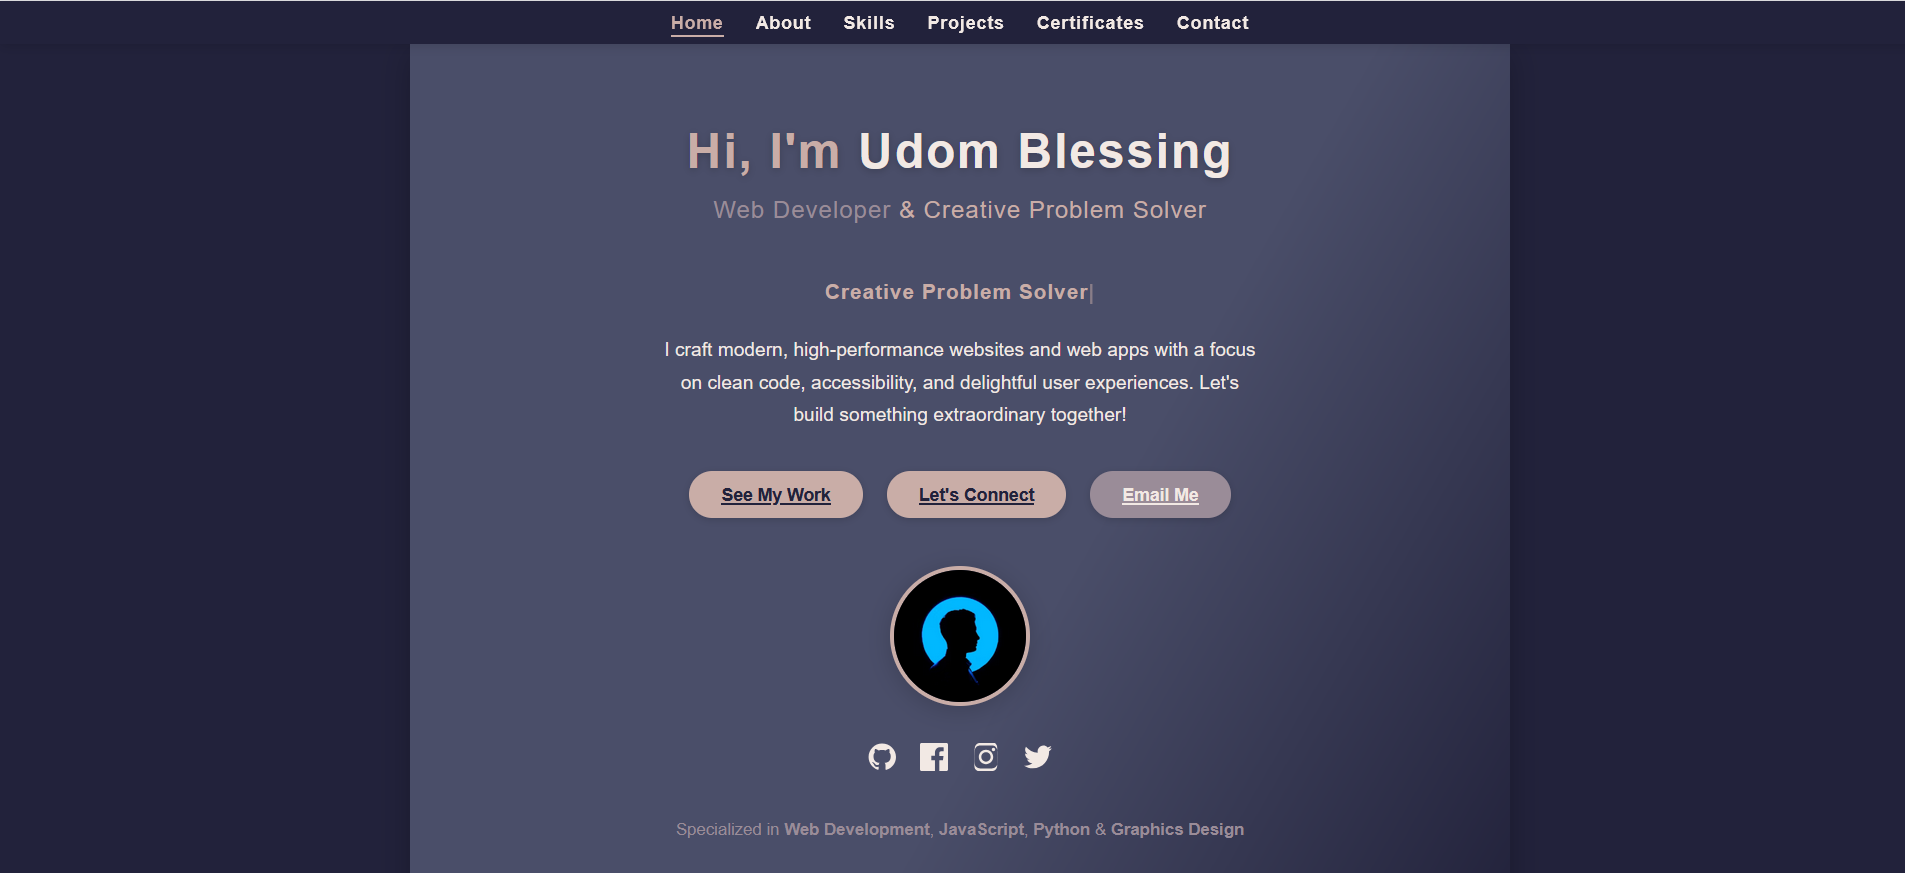 Home About Skills Projects Certificates Contact
Hi, I'm Udom Blessing
Web Developer & Creative Problem Solver
Creative Problem Solver|
I craft modern, high-performance websites and web apps with a focus
on clean code, accessibility, and delightful user experiences. Let's
build something extraordinary together!
See My Work Let's Connect Email Me
Specialized in Web Development, JavaScript, Python & Graphics Design